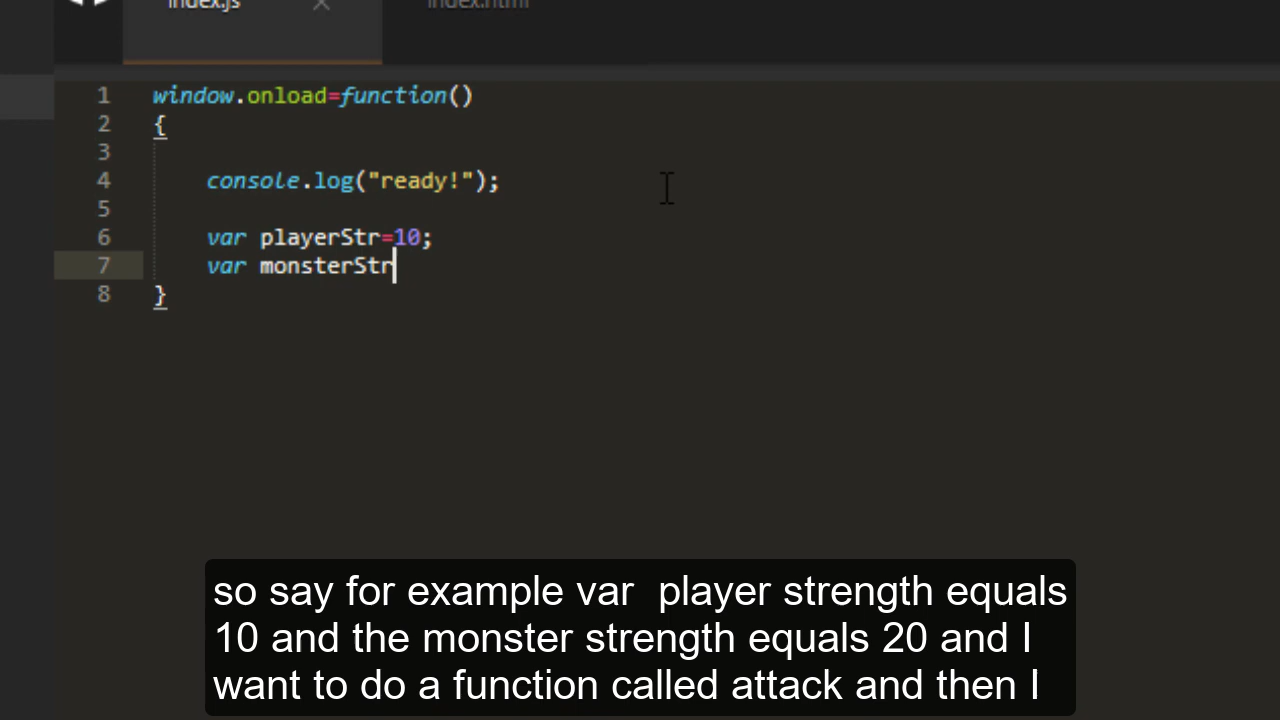 index.js index.html
1 window.onload=function()
2 {
3
4 console.log("ready!");
5
6 var playerStr=10;
7 var monsterStr
8 }
so say for example var player strength equals
10 and the monster strength equals 20 and I
want to do a function called attack and then I